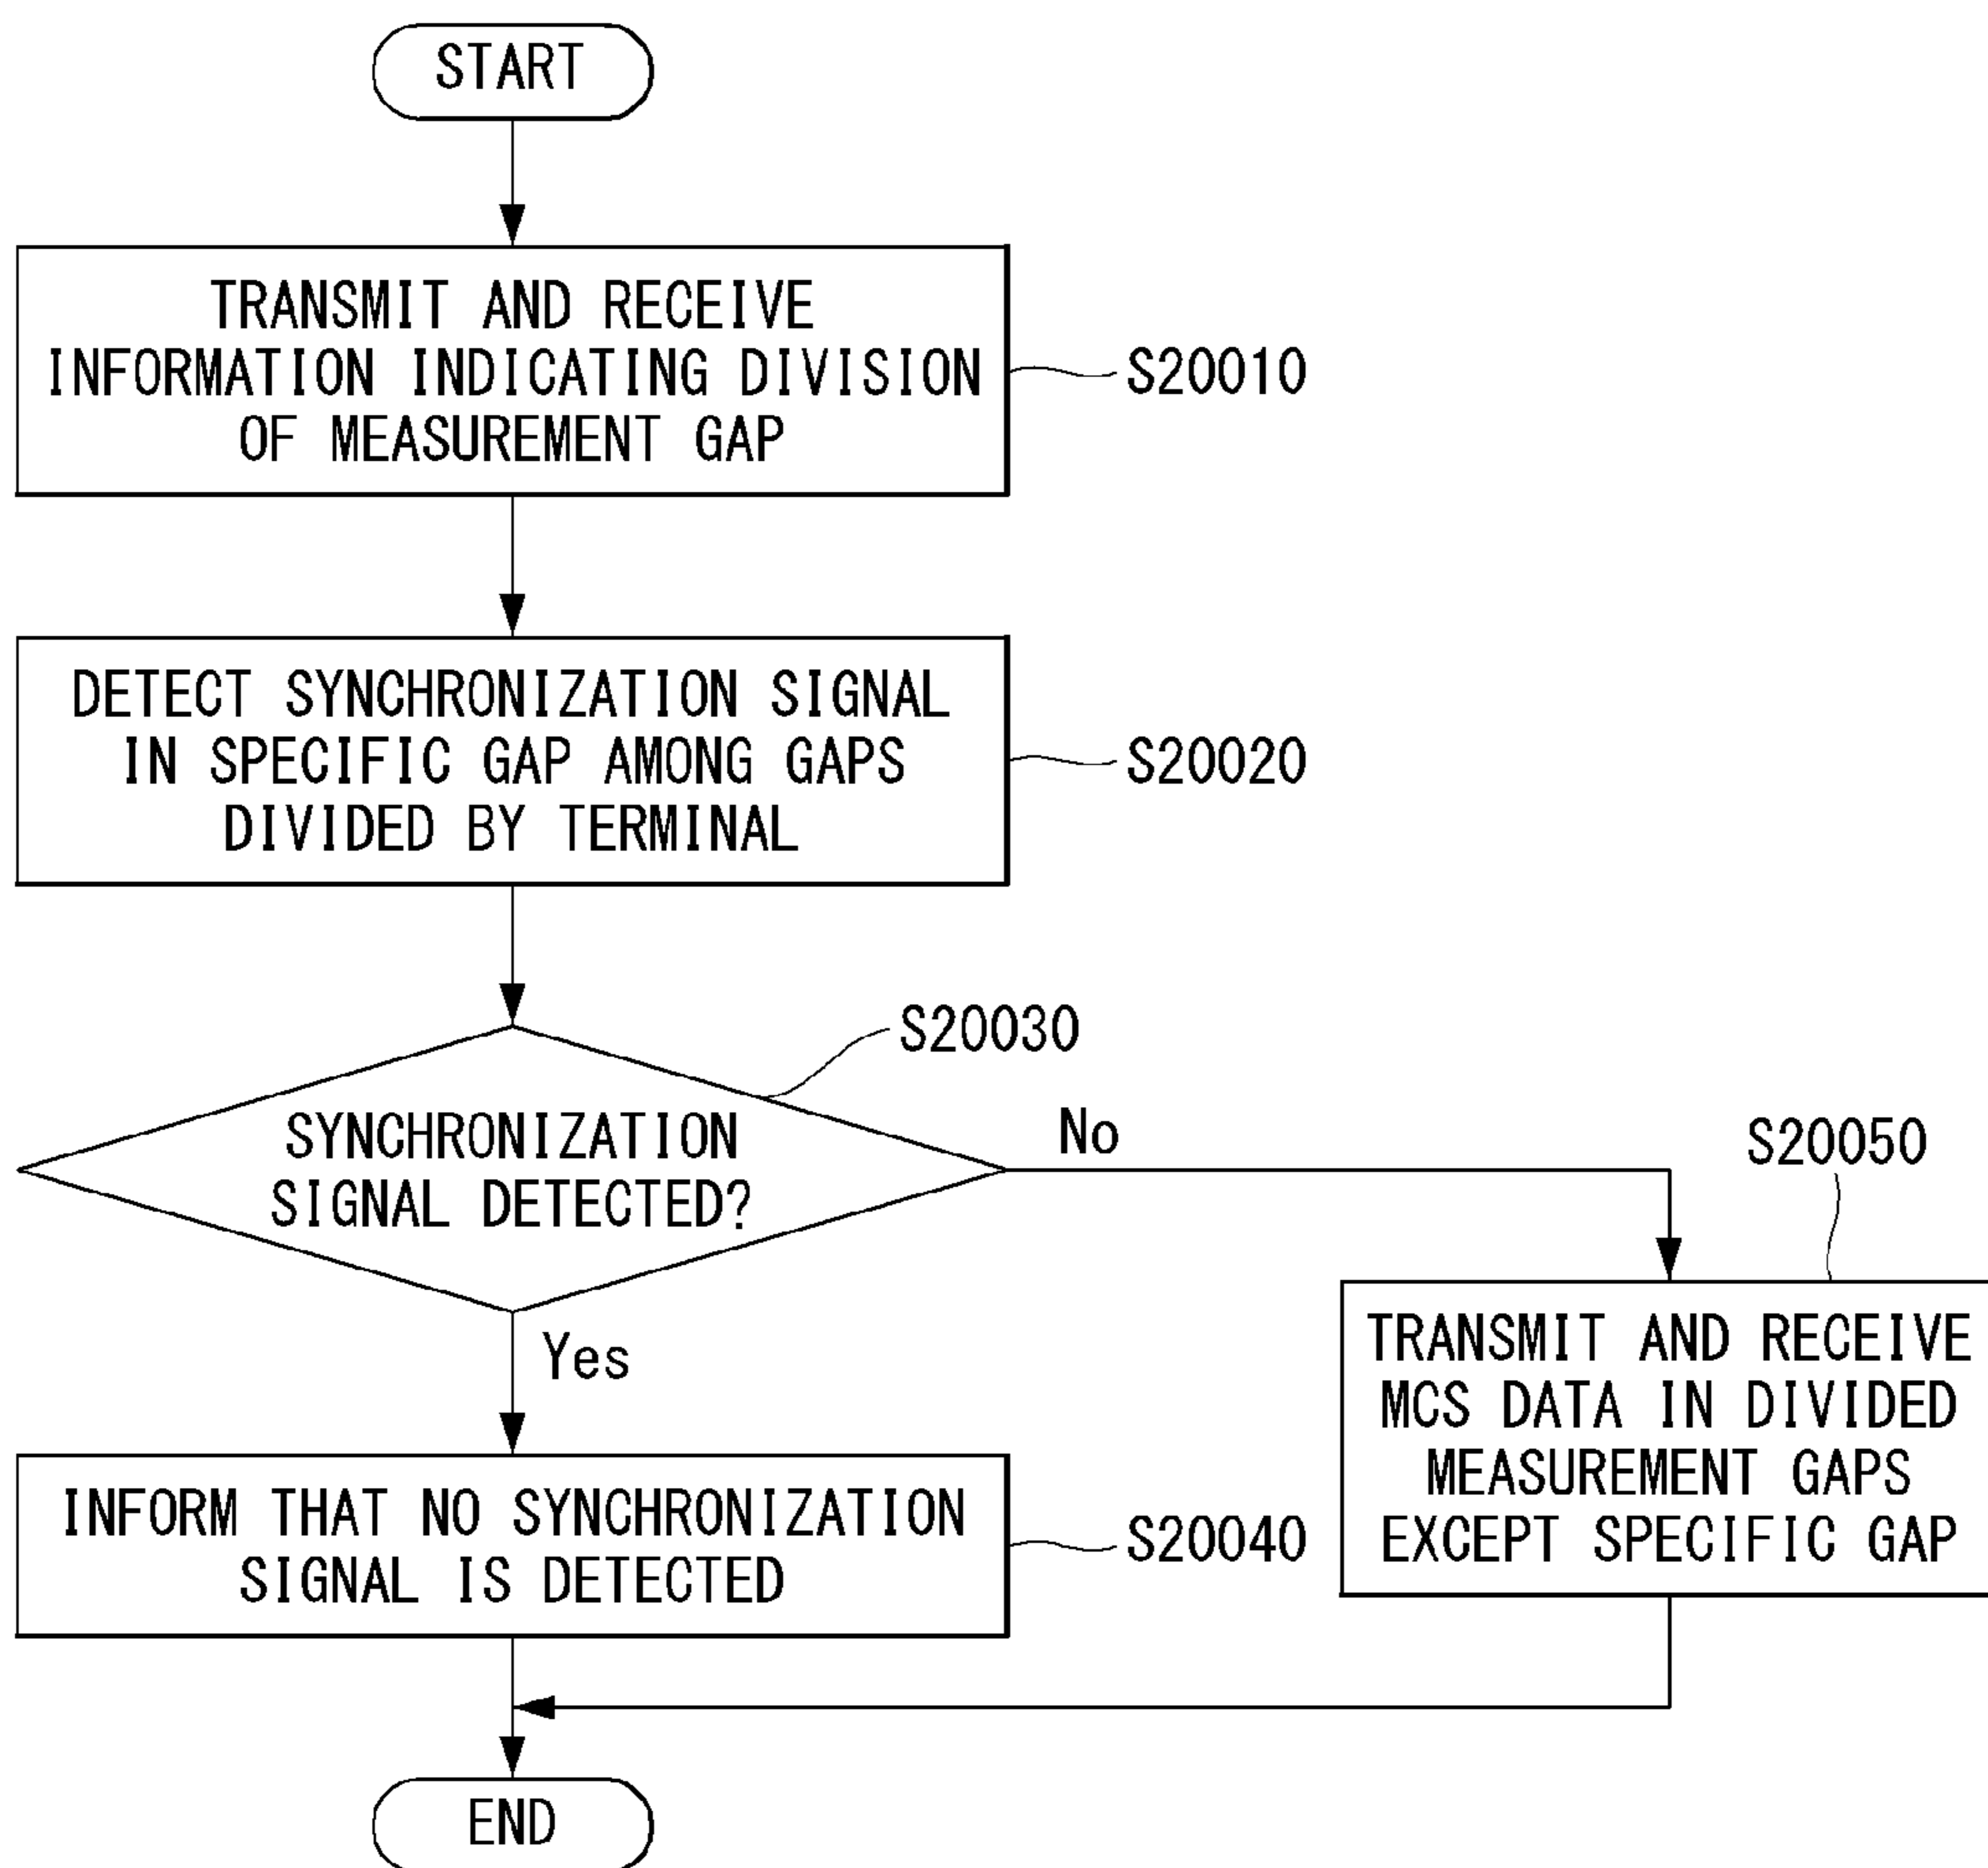 START
TRANSMIT AND RECEIVE
INFORMATION INDICATING DIVISION
OF MEASUREMENT GAP
S20010
DETECT SYNCHRONIZATION SIGNAL
IN SPECIFIC GAP AMONG GAPS
DIVIDED BY TERMINAL
S20020
S20030
SYNCHRONIZATION
SIGNAL DETECTED?
No
Yes
S20050
TRANSMIT AND RECEIVE
MCS DATA IN DIVIDED
MEASUREMENT GAPS
EXCEPT SPECIFIC GAP
INFORM THAT NO SYNCHRONIZATION
SIGNAL IS DETECTED
S20040
END